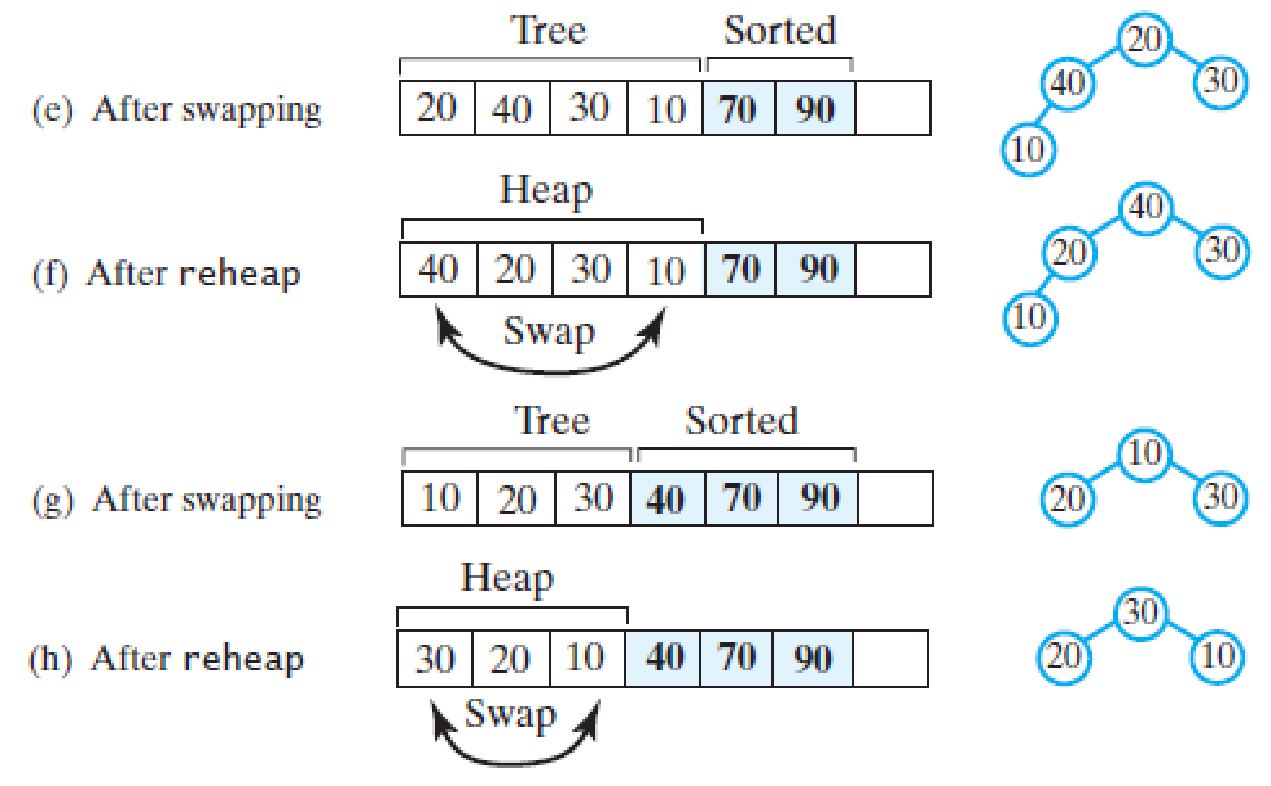 Tree Sorted
(e) After swapping 20 40 30 10 70 90
20
40 30
10
Heap
(f) After reheap 40 20 30 10 70 90
Swap
40
20 30
10
Tree Sorted
(g) After swapping 10 20 30 40 70 90
10
20 30
Heap
(h) After reheap 30 20 10 40 70 90
Swap
30
20 10